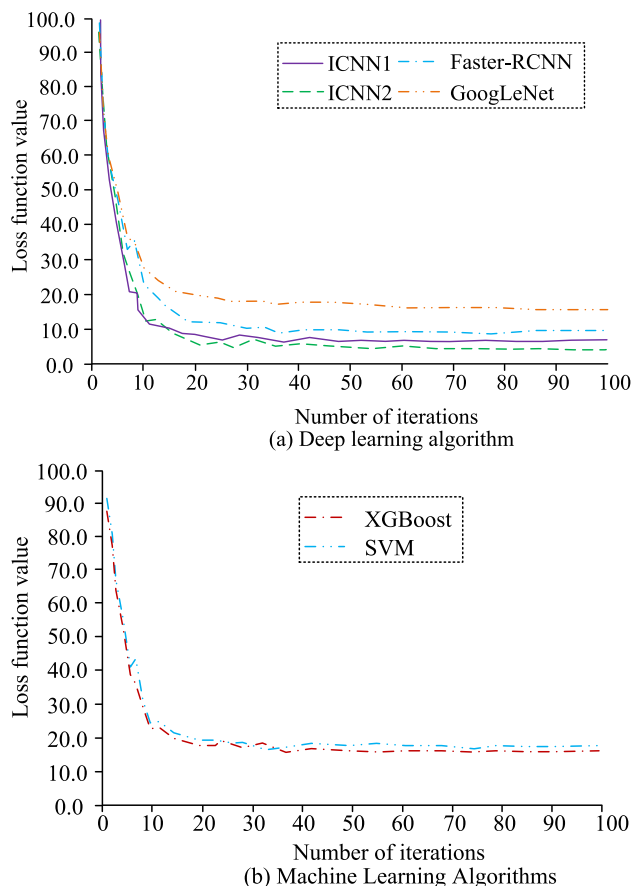 100.0
90.0
80.0
70.0
60.0
50.0
40.0
30.0
20.0
10.0
0.0
Loss function value
ICNN1
Faster-RCNN
ICNN2
GoogLeNet
0 10 20 30 40 50 60 70 80 90 100
Number of iterations
(a) Deep learning algorithm
100.0
90.0
80.0
70.0
60.0
50.0
40.0
30.0
20.0
10.0
0.0
Loss function value
XGBoost
SVM
0 10 20 30 40 50 60 70 80 90 100
Number of iterations
(b) Machine Learning Algorithms